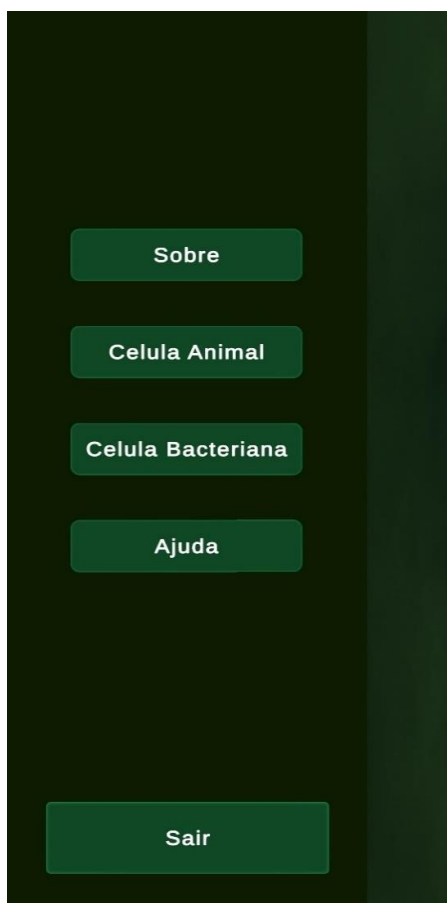 Sobre
Celula Animal
Celula Bacteriana
Ajuda
Sair